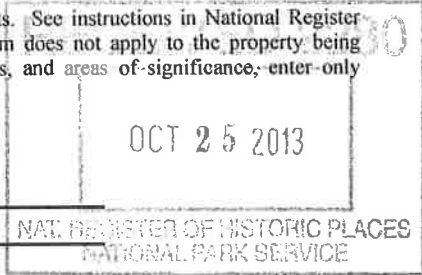 ts. See instructions in National Register
m does not apply to the property being
s, and areas of significance, enter only
OCT 25 2013
NAT. REGISTER OF HISTORIC PLACES
NATIONAL PARK SERVICE